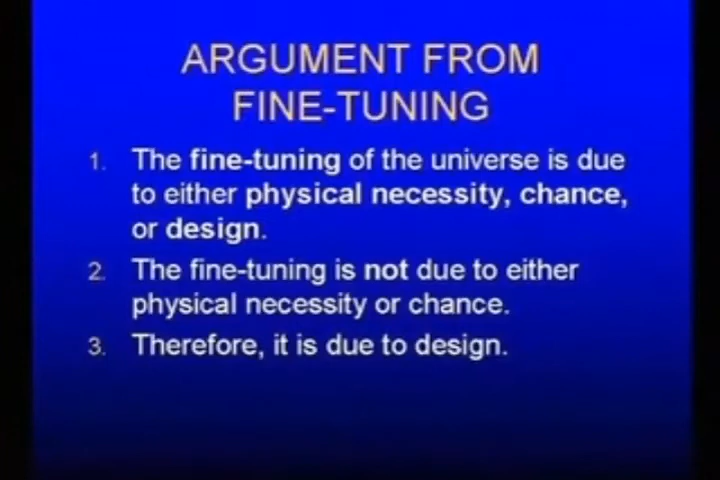 ARGUMENT FROM
FINE-TUNING
1. The fine-tuning of the universe is due
to either physical necessity, chance,
or design.
2. The fine-tuning is not due to either
physical necessity or chance.
3. Therefore, it is due to design.